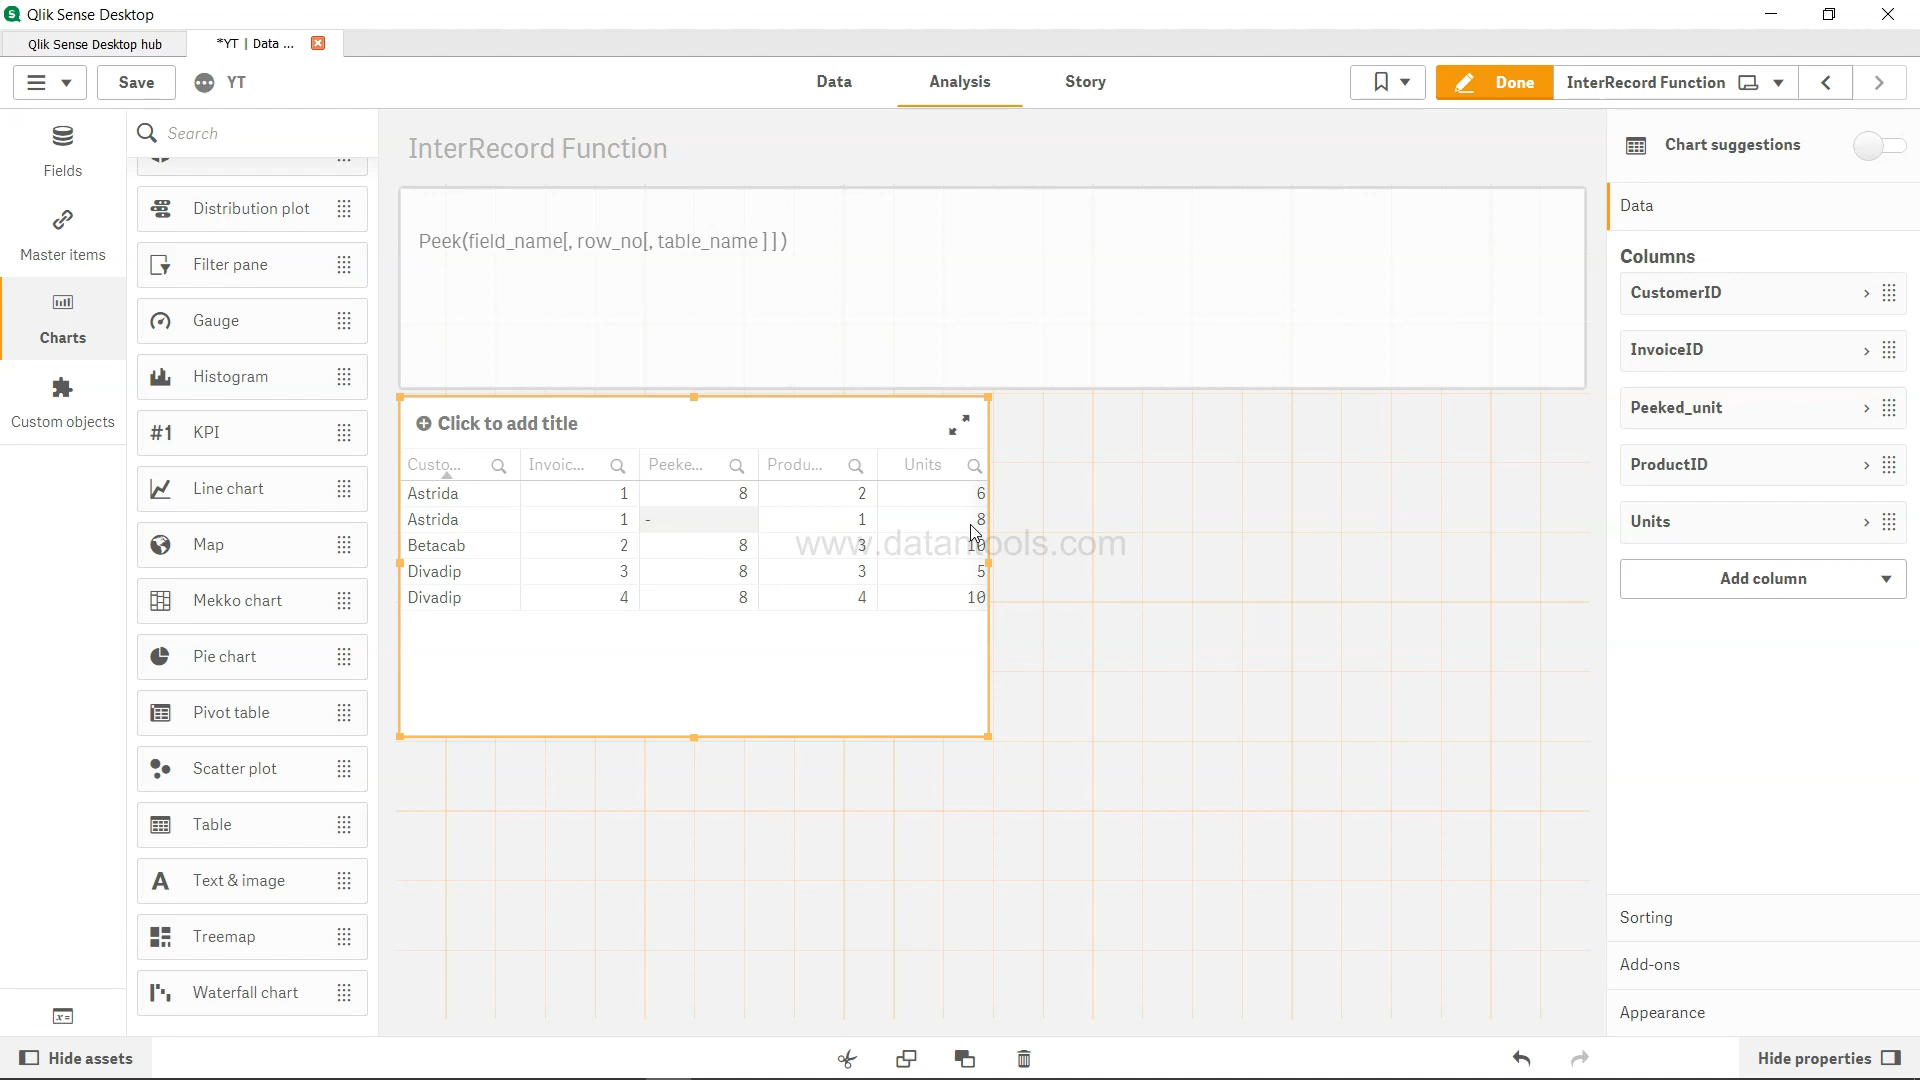 Qlik Sense Desktop
Qlik Sense Desktop hub
*YT | Data ...
Save
YT
Data
Analysis
Story
Done
InterRecord Function
Fields
Master items
Charts
Custom objects
Search
Distribution plot
Filter pane
Gauge
Histogram
#1 KPI
Line chart
Map
Mekko chart
Pie chart
Pivot table
Scatter plot
Table
A Text & image
Treemap
Waterfall chart
InterRecord Function
Peek(field_name[, row_no[, table_name ] ] )
Click to add title
Custo... Invoic... Peeke... Produ... Units
Astrida 1 8 2 6
Astrida 1 - 1 8
Betacab 2 8 3 10
Divadip 3 8 3 5
Divadip 4 8 4 10
www.datantools.com
Chart suggestions
Data
Columns
CustomerID
InvoiceID
Peeked_unit
ProductID
Units
Add column
Sorting
Add-ons
Appearance
Hide assets
Hide properties